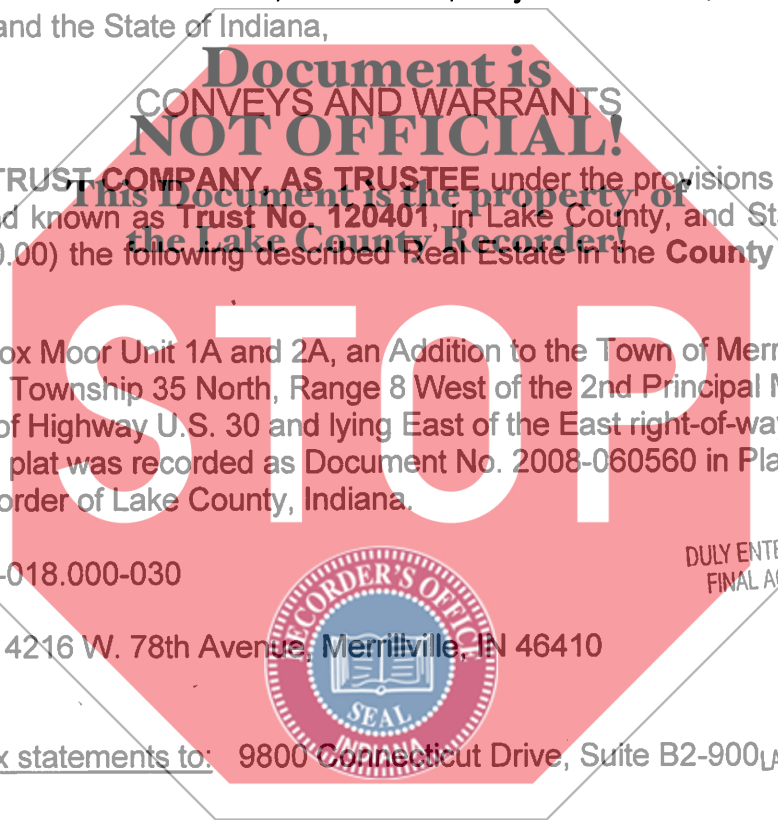 and the State of Indiana,
Document is
CONVEYS AND WARRANTS
NOT OFFICIAL!
TRUST COMPANY, AS TRUSTEE under the provisions
This Document is the property of
d known as Trust No. 120401, in Lake County, and St
the Lake County Recorder!
0.00) the following described Real Estate in the County
STOP
ox Moor Unit 1A and 2A, an Addition to the Town of Merr
Township 35 North, Range 8 West of the 2nd Principal M
of Highway U.S. 30 and lying East of the East right-of-wa
plat was recorded as Document No. 2008-060560 in Pla
order of Lake County, Indiana.
-018.000-030
DULY ENTE
FINAL AC
RECORDER'S OFFICE
4216 W. 78th Avenue, Merrillville, IN 46410
SEAL
INDIANA
x statements to: 9800 Connecticut Drive, Suite B2-900
LA